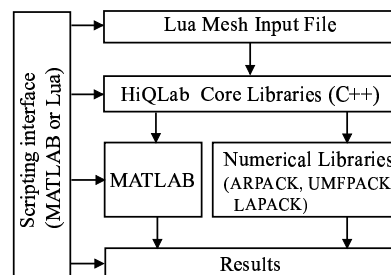 Scripting interface
(MATLAB or Lua)
Lua Mesh Input File
HiQLab Core Libraries (C++)
MATLAB
Numerical Libraries
(ARPACK, UMFPACK
LAPACK)
Results